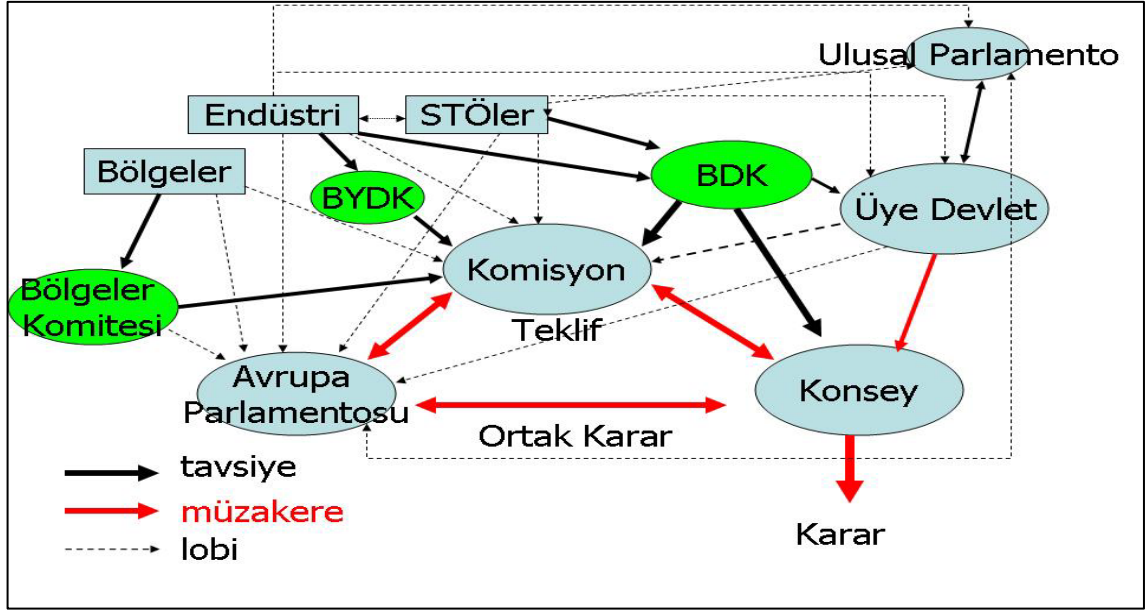 Ulusal Parlamento
Endüstri
STÖler
Bölgeler
BYDK
BDK
Üye Devlet
Komisyon
Teklif
Bölgeler
Komitesi
Avrupa
Parlamentosu
Konsey
Ortak Karar
tavsiye
müzakere
lobi
Karar